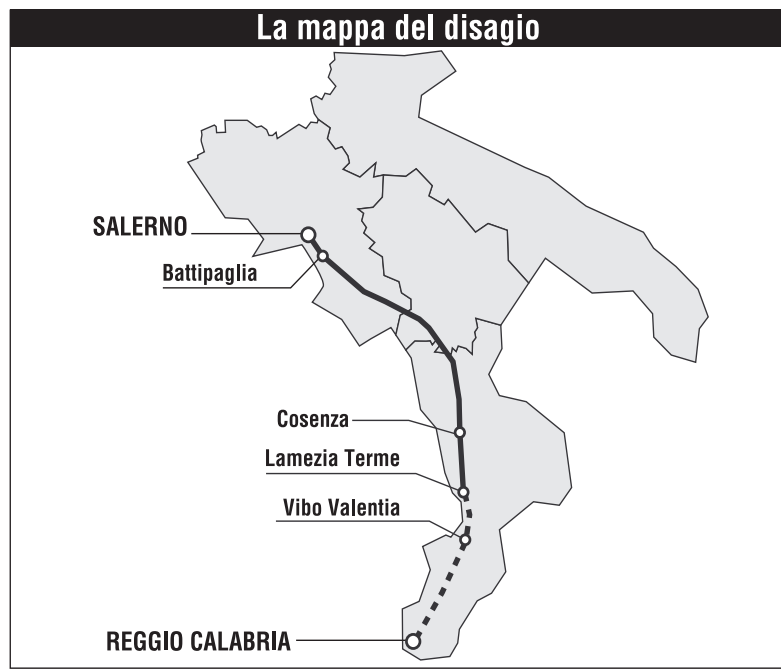 La mappa del disagio
SALERNO
Battipaglia
Cosenza
Lamezia Terme
Vibo Valentia
REGGIO CALABRIA